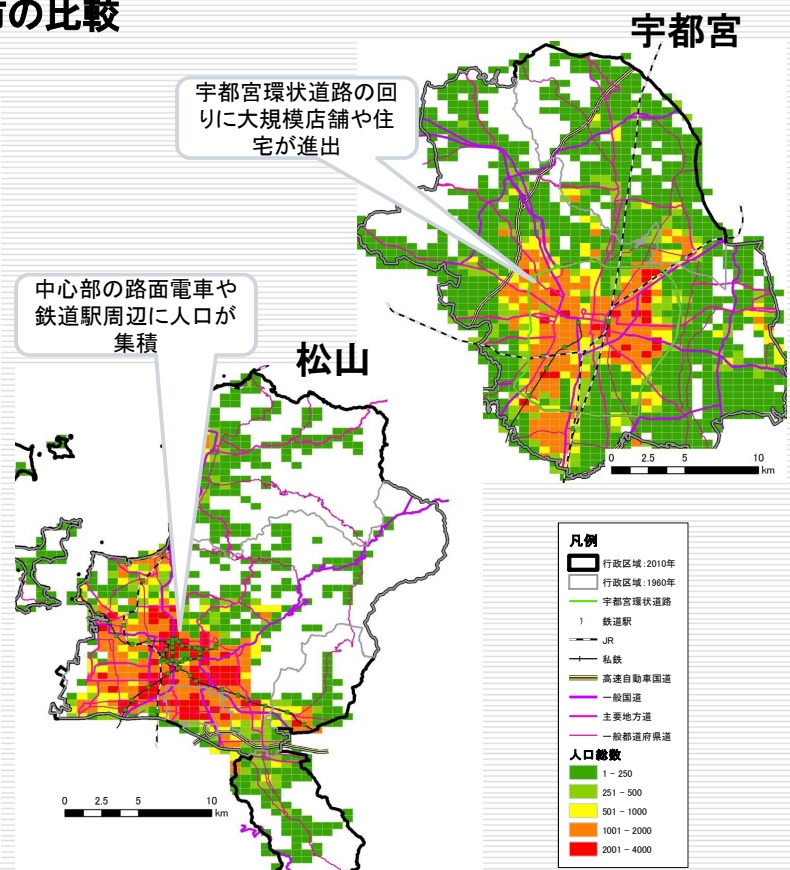 市の比較
宇都宮
宇都宮環状道路の回
りに大規模店舗や住
宅が進出
中心部の路面電車や
鉄道駅周辺に人口が
集積
松山
0 2.5 5 10
km
凡例
行政区域:2010年
行政区域:1960年
宇都宮環状道路
鉄道駅
JR
私鉄
高速自動車国道
一般国道
主要地方道
一般都道府県道
人口総数
1 - 250
251 - 500
501 - 1000
1001 - 2000
2001 - 4000
0 2.5 5 10
km